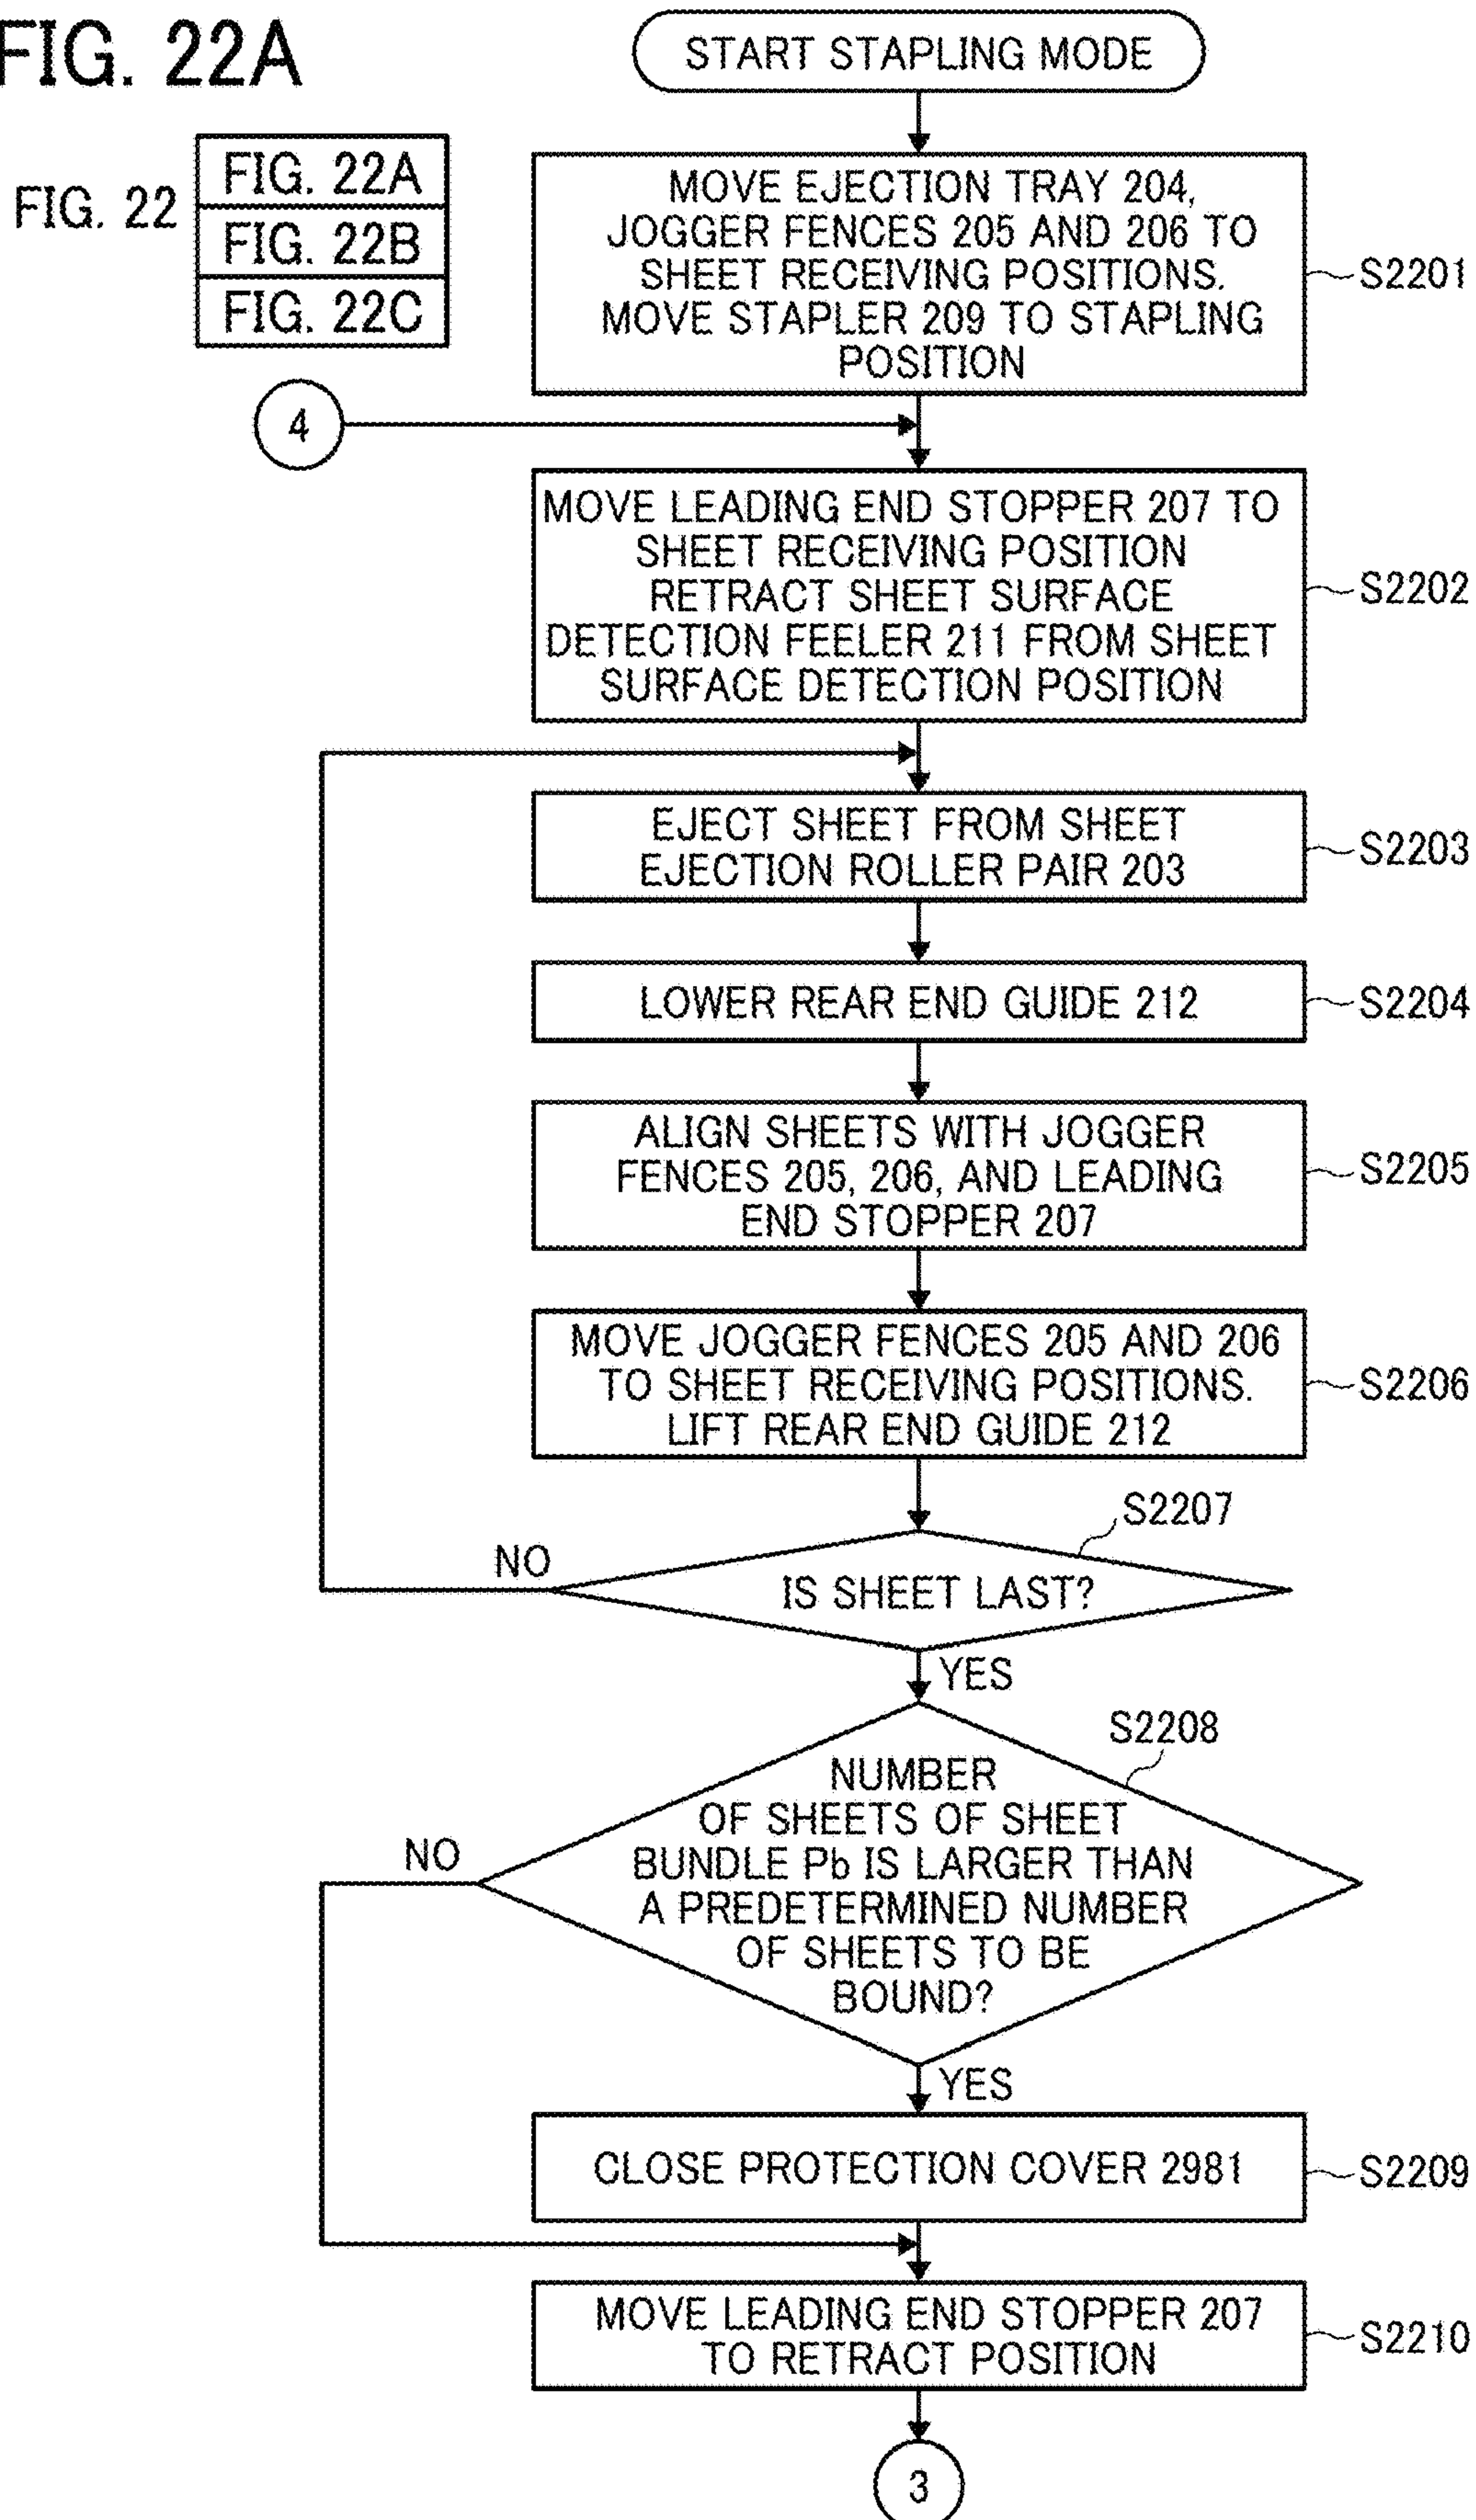 FIG. 22A
START STAPLING MODE
FIG. 22
FIG. 22A
FIG. 22B
FIG. 22C
MOVE EJECTION TRAY 204,
JOGGER FENCES 205 AND 206 TO
SHEET RECEIVING POSITIONS.
MOVE STAPLER 209 TO STAPLING
POSITION
S2201
4
MOVE LEADING END STOPPER 207 TO
SHEET RECEIVING POSITION
RETRACT SHEET SURFACE
DETECTION FEELER 211 FROM SHEET
SURFACE DETECTION POSITION
S2202
EJECT SHEET FROM SHEET
EJECTION ROLLER PAIR 203
S2203
LOWER REAR END GUIDE 212
S2204
ALIGN SHEETS WITH JOGGER
FENCES 205, 206, AND LEADING
END STOPPER 207
S2205
MOVE JOGGER FENCES 205 AND 206
TO SHEET RECEIVING POSITIONS.
LIFT REAR END GUIDE 212
S2206
S2207
NO
IS SHEET LAST?
YES
S2208
NO
NUMBER
OF SHEETS OF SHEET
BUNDLE Pb IS LARGER THAN
A PREDETERMINED NUMBER
OF SHEETS TO BE
BOUND?
YES
CLOSE PROTECTION COVER 2981
S2209
MOVE LEADING END STOPPER 207
TO RETRACT POSITION
S2210
3